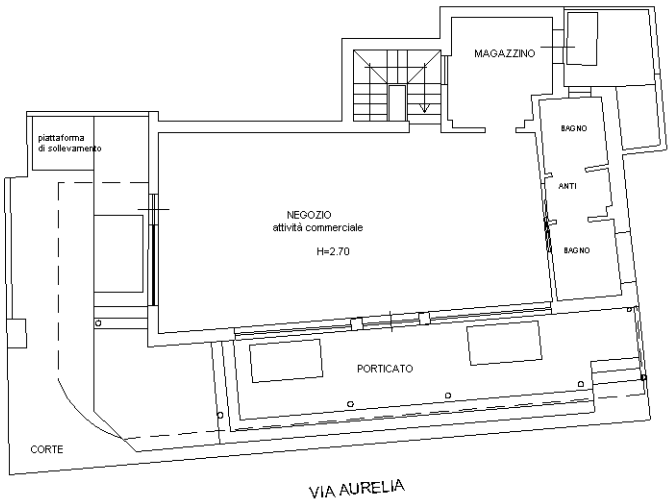 MAGAZZINO
piattaforma
di sollevamento
BAGNO
ANTI
NEGOZIO
attività commerciale
H=2.70
BAGNO
PORTICATO
CORTE
VIA AURELIA